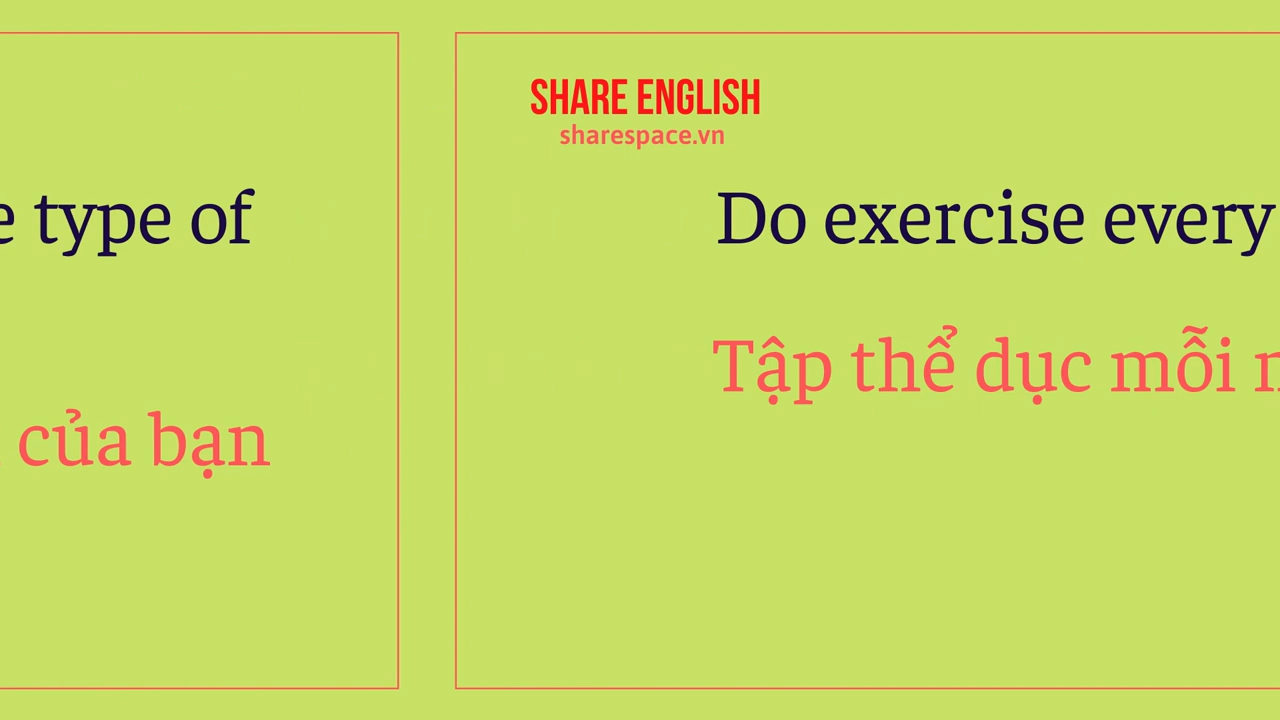 type of
của bạn
SHARE ENGLISH
sharespace.vn
Do exercise every
Tập thể dục mỗi